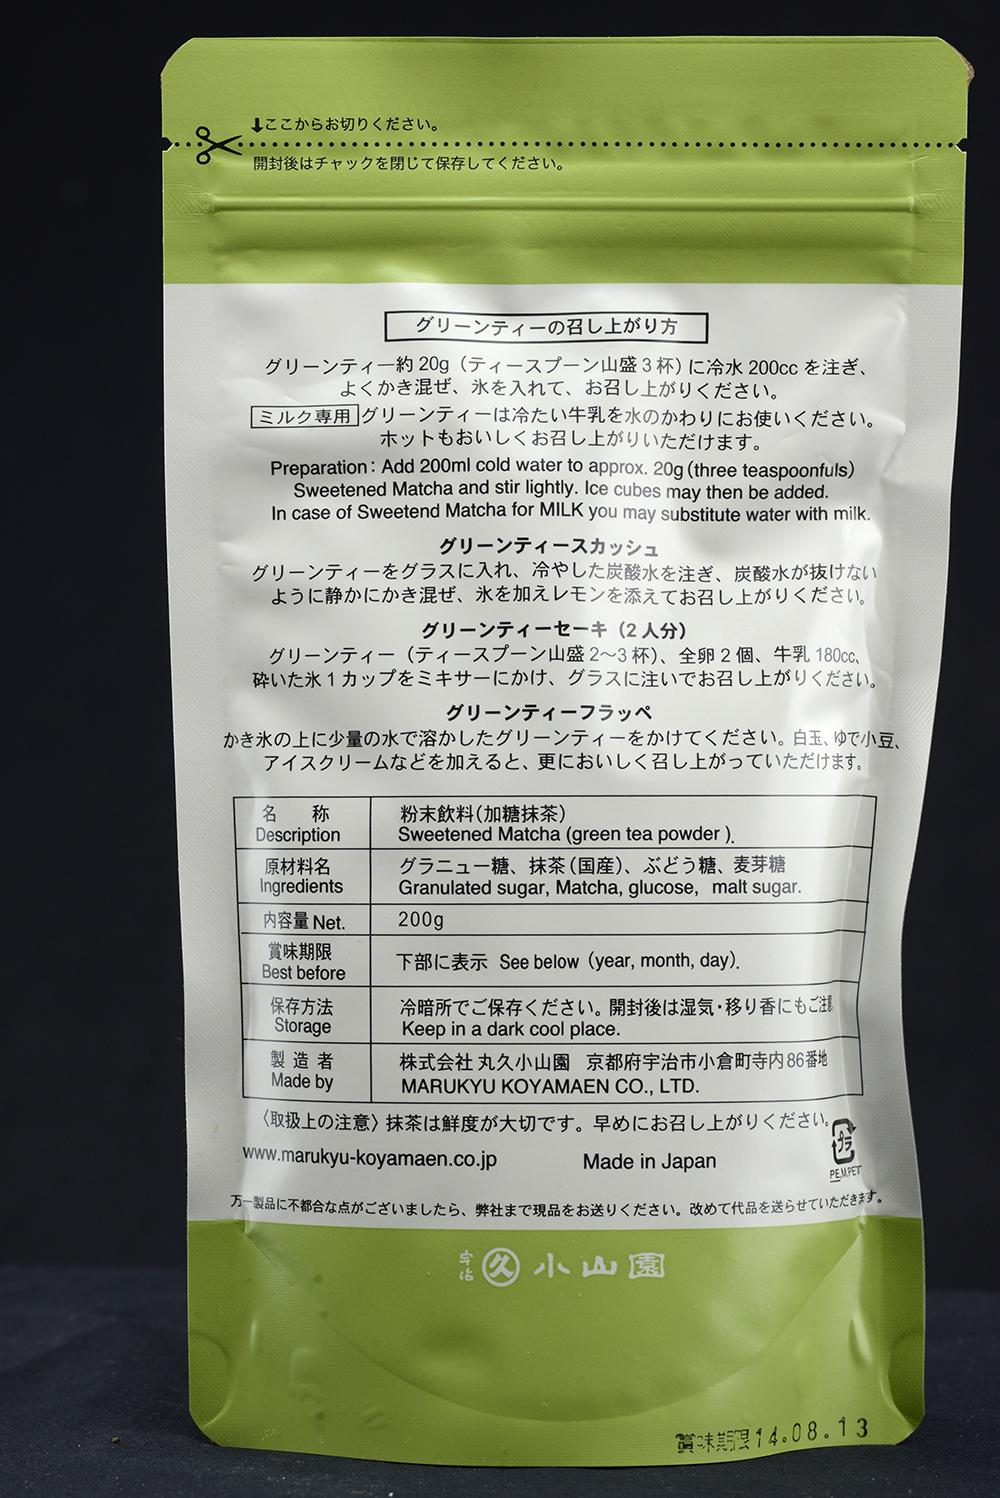 ⬇ここからお切りください。
開封後はチャックを閉じて保存してください。
グリーンティーの召し上がり方
グリーンティー約20g（ティースプーン山盛3杯）に冷水200ccを注ぎ、
よくかき混ぜ、氷を入れて、お召し上がりください。
ミルク専用 グリーンティーは冷たい牛乳を水のかわりにお使いください。
ホットもおいしくお召し上がりいただけます。
Preparation: Add 200ml cold water to approx. 20g (three teaspoonfuls)
Sweetened Matcha and stir lightly. Ice cubes may then be added.
In case of Sweetend Matcha for MILK you may substitute water with milk.
グリーンティースカッシュ
グリーンティーをグラスに入れ、冷やした炭酸水を注ぎ、炭酸水が抜けない
ように静かにかき混ぜ、氷を加えレモンを添えてお召し上がりください。
グリーンティーセーキ（2人分）
グリーンティー（ティースプーン山盛2〜3杯）、全卵2個、牛乳180cc、
砕いた氷1カップをミキサーにかけ、グラスに注いでお召し上がりください。
グリーンティーフラッペ
かき氷の上に少量の水で溶かしたグリーンティーをかけてください。白玉、ゆで小豆、
アイスクリームなどを加えると、更においしく召し上がっていただけます。
名称 粉末飲料（加糖抹茶）
Description Sweetened Matcha (green tea powder ).
原材料名 グラニュー糖、抹茶（国産）、ぶどう糖、麦芽糖
Ingredients Granulated sugar, Matcha, glucose, malt sugar.
内容量 Net. 200g
賞味期限
Best before 下部に表示 See below (year, month, day).
保存方法 冷暗所でご保存ください。開封後は湿気・移り香にもご注意
Storage Keep in a dark cool place.
製造者 株式会社 丸久小山園 京都府宇治市小倉町寺内86番地
Made by MARUKYU KOYAMAEN CO., LTD.
〈取扱上の注意〉抹茶は鮮度が大切です。早めにお召し上がりください。
プラ
PE,M,PET
www.marukyu-koyamaen.co.jp Made in Japan
万一製品に不都合な点がございましたら、弊社まで現品をお送りください。改めて代品を送らせていただきます。
宇治 久 小山園
賞味期限14.08.13